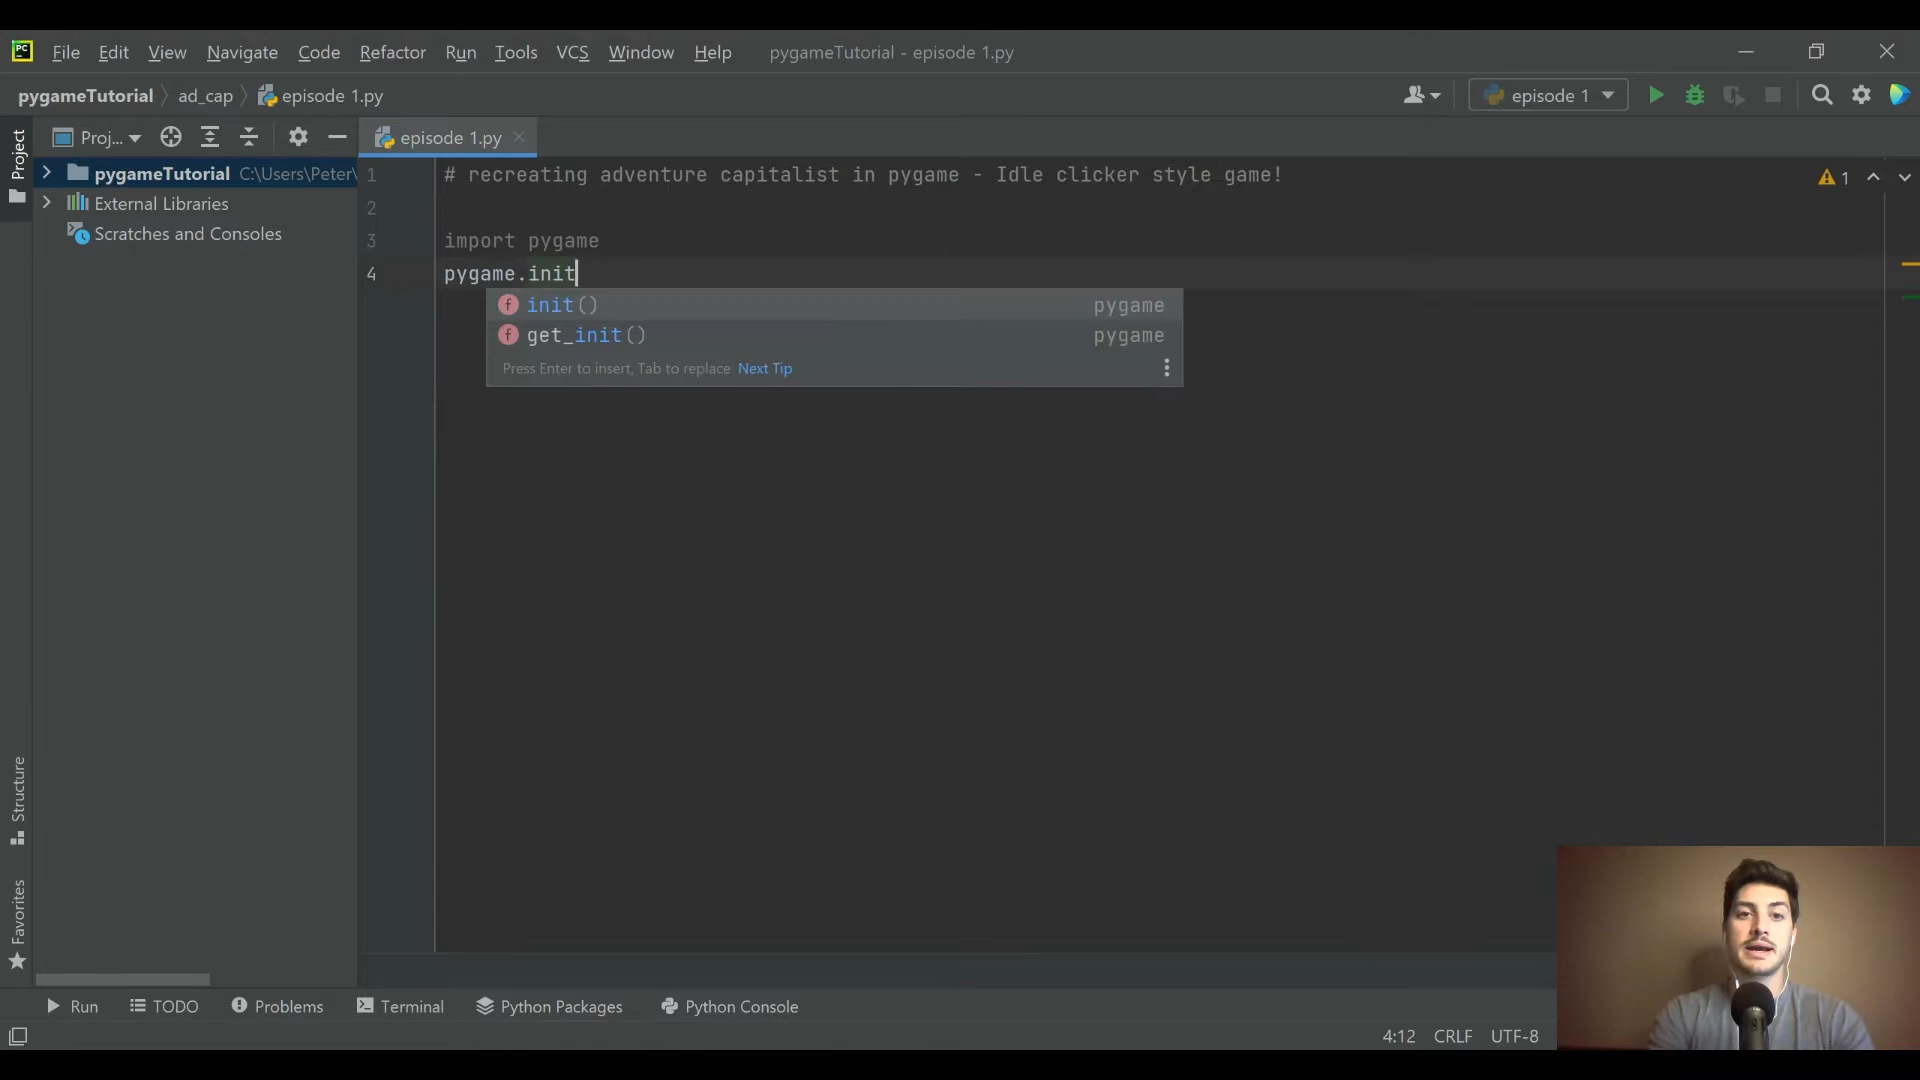 PC File Edit View Navigate Code Refactor Run Tools VCS Window Help pygameTutorial - episode 1.py
pygameTutorial ad_cap episode 1.py episode 1
Project
Proj... episode 1.py
pygameTutorial C:\Users\Peter\
External Libraries
Scratches and Consoles
1 # recreating adventure capitalist in pygame - Idle clicker style game!
1
2
3 import pygame
4 pygame.init
f init() pygame
f get_init() pygame
Press Enter to insert, Tab to replace Next Tip
Structure
Favorites
Run TODO Problems Terminal Python Packages Python Console
4:12 CRLF UTF-8